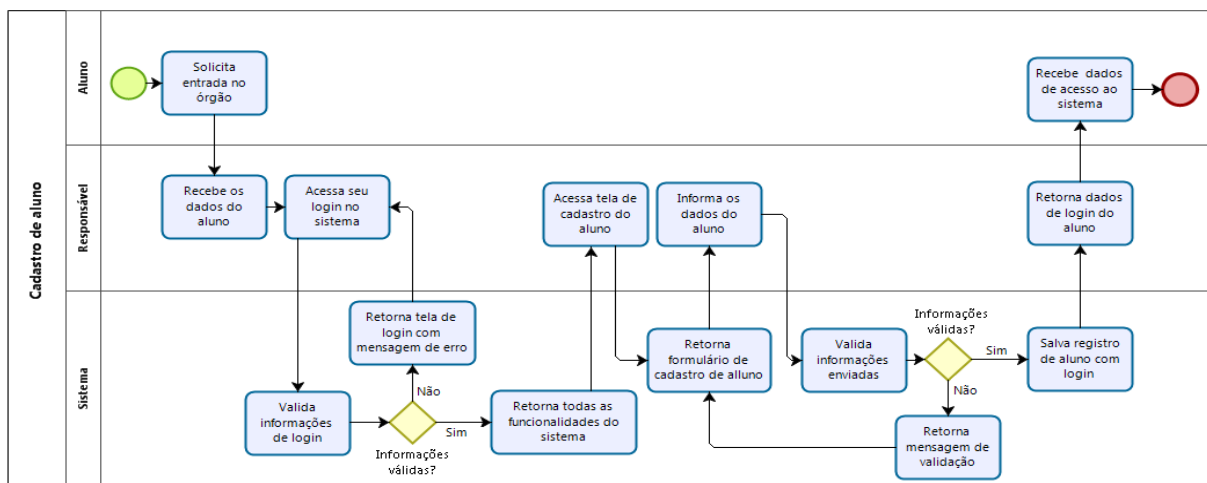 Cadastro de aluno
Aluno
Solicita
entrada no
órgão
Recebe dados
de acesso ao
sistema
Responsável
Recebe os
dados do
aluno
Acessa seu
login no
sistema
Acessa tela de
cadastro do
aluno
Informa os
dados do
aluno
Retorna dados
de login do
aluno
Sistema
Retorna tela de
login com
mensagem de erro
Valida
informações
de login
Não
Sim
Informações
válidas?
Retorna todas as
funcionalidades do
sistema
Retorna
formulário de
cadastro de alluno
Valida
informações
enviadas
Informações
válidas?
Sim
Não
Salva registro
de aluno com
login
Retorna
mensagem de
validação